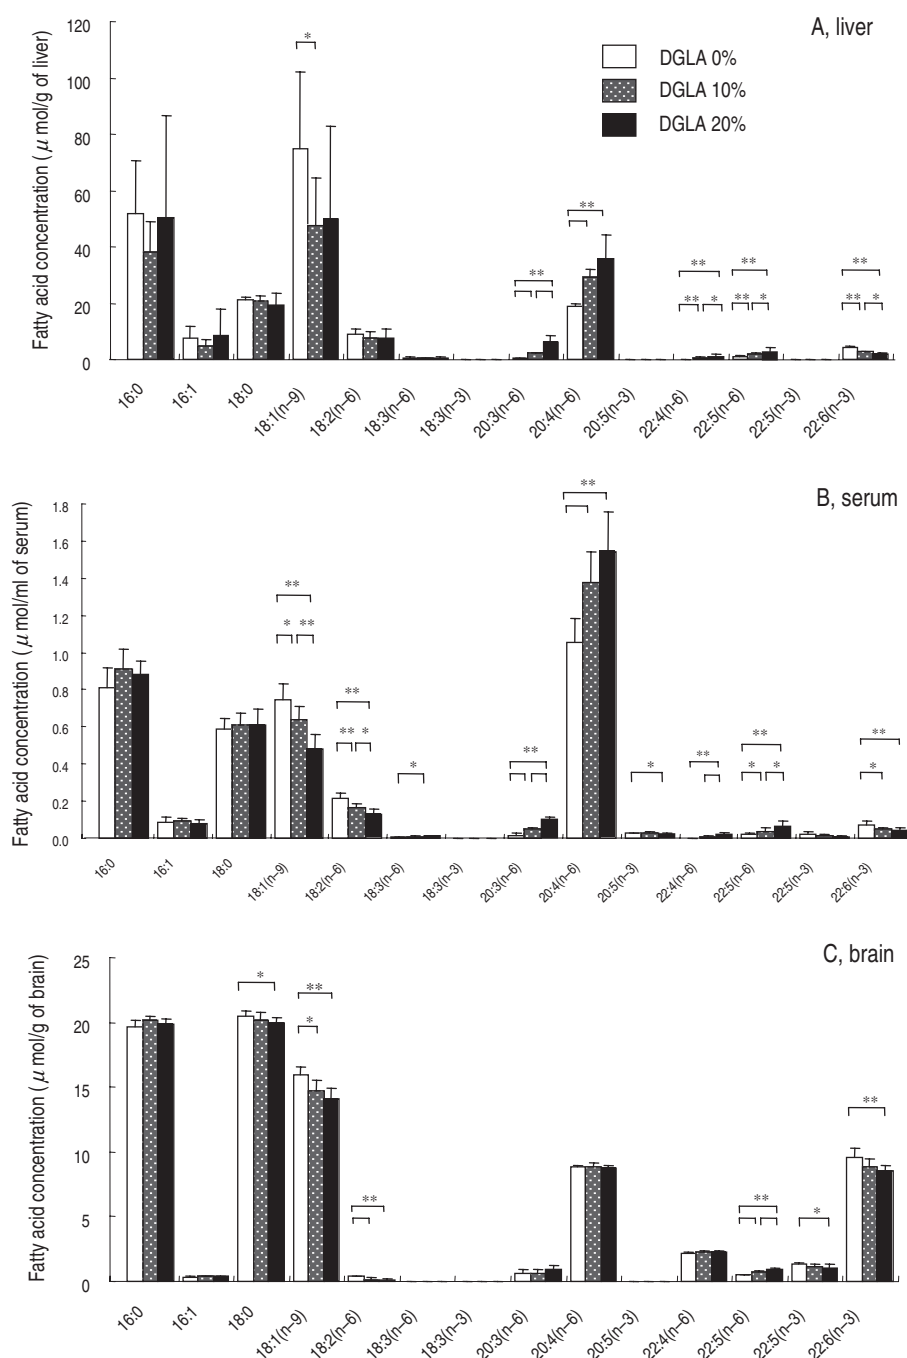 A, liver
DGLA 0%
DGLA 10%
DGLA 20%
Fatty acid concentration ( μ mol/g of liver)
120
100
80
60
40
20
0
*
**
**
**
**
**
**
*
**
*
**
*
16:0
16:1
18:0
18:1(n–9)
18:2(n–6)
18:3(n–6)
18:3(n–3)
20:3(n–6)
20:4(n–6)
20:5(n–3)
22:4(n–6)
22:5(n–6)
22:5(n–3)
22:6(n–3)
B, serum
Fatty acid concentration ( μ mol/ml of serum)
1.8
1.6
1.4
1.2
1.0
0.8
0.6
0.4
0.2
0.0
**
**
*
**
**
**
*
*
**
*
**
**
*
*
**
*
16:0
16:1
18:0
18:1(n–9)
18:2(n–6)
18:3(n–6)
18:3(n–3)
20:3(n–6)
20:4(n–6)
20:5(n–3)
22:4(n–6)
22:5(n–6)
22:5(n–3)
22:6(n–3)
C, brain
Fatty acid concentration ( μ mol/g of brain)
25
20
15
10
5
0
*
**
*
**
**
*
**
16:0
16:1
18:0
18:1(n–9)
18:2(n–6)
18:3(n–6)
18:3(n–3)
20:3(n–6)
20:4(n–6)
20:5(n–3)
22:4(n–6)
22:5(n–6)
22:5(n–3)
22:6(n–3)